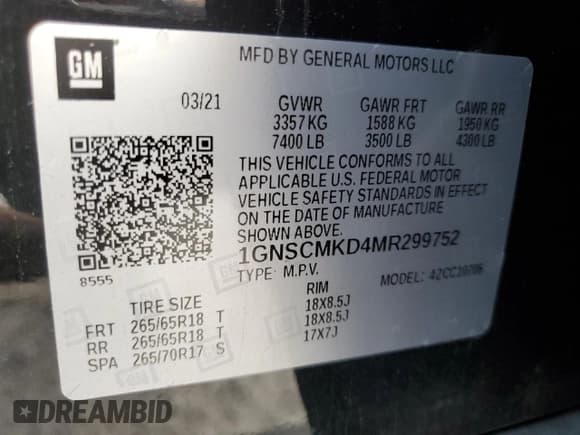 GM
MFD BY GENERAL MOTORS LLC
03/21 GVWR GAWR FRT GAWR RR
3357 KG 1588 KG 1950 KG
7400 LB 3500 LB 4300 LB
THIS VEHICLE CONFORMS TO ALL
APPLICABLE U.S. FEDERAL MOTOR
VEHICLE SAFETY STANDARDS IN EFFECT
ON THE DATE OF MANUFACTURE
SHOWN ABOVE.
1GNSCMKD4MR299752
8555 TYPE: M.P.V. MODEL:
TIRE SIZE RIM
FRT 265/65R18 T 18X8.5J
RR 265/65R18 T 18X8.5J
SPA 265/70R17 S 17X7J
DREAMBID